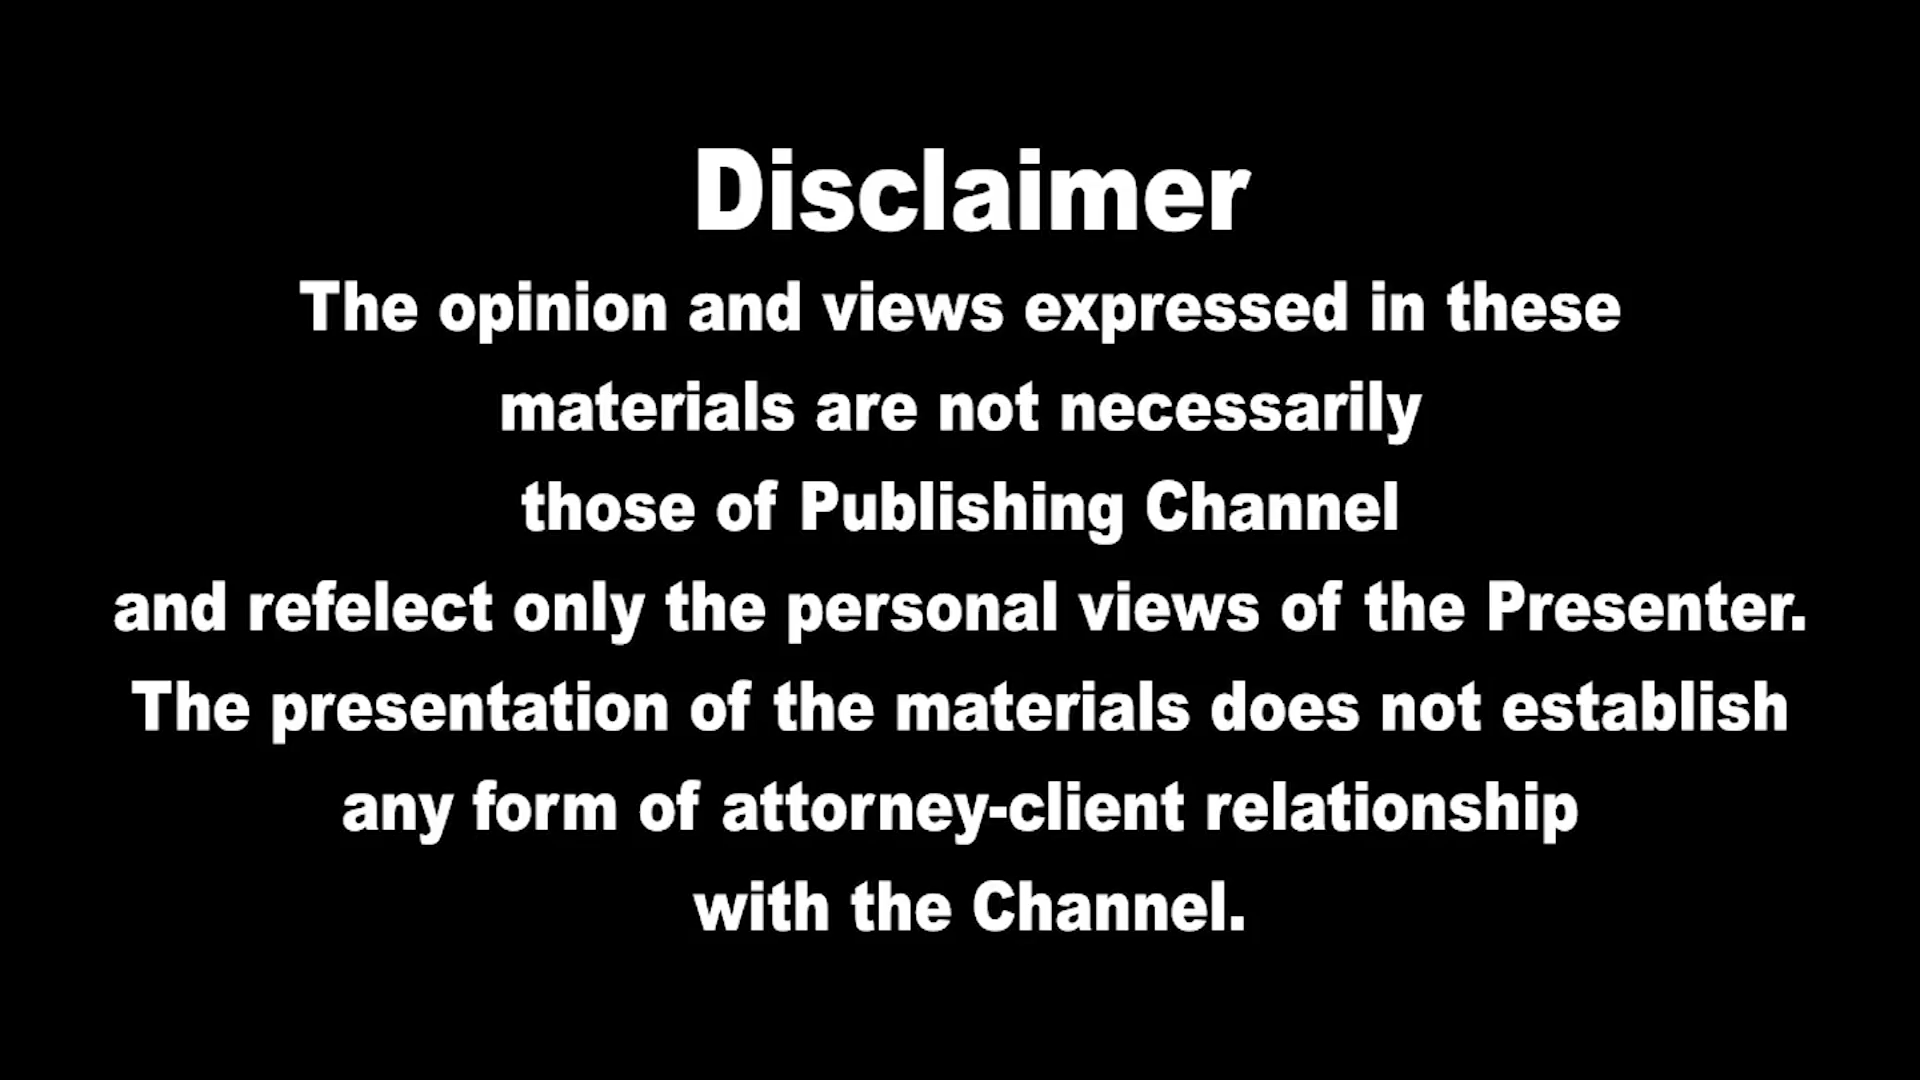 Disclaimer
The opinion and views expressed in these
materials are not necessarily
those of Publishing Channel
and refelect only the personal views of the Presenter.
The presentation of the materials does not establish
any form of attorney-client relationship
with the Channel.